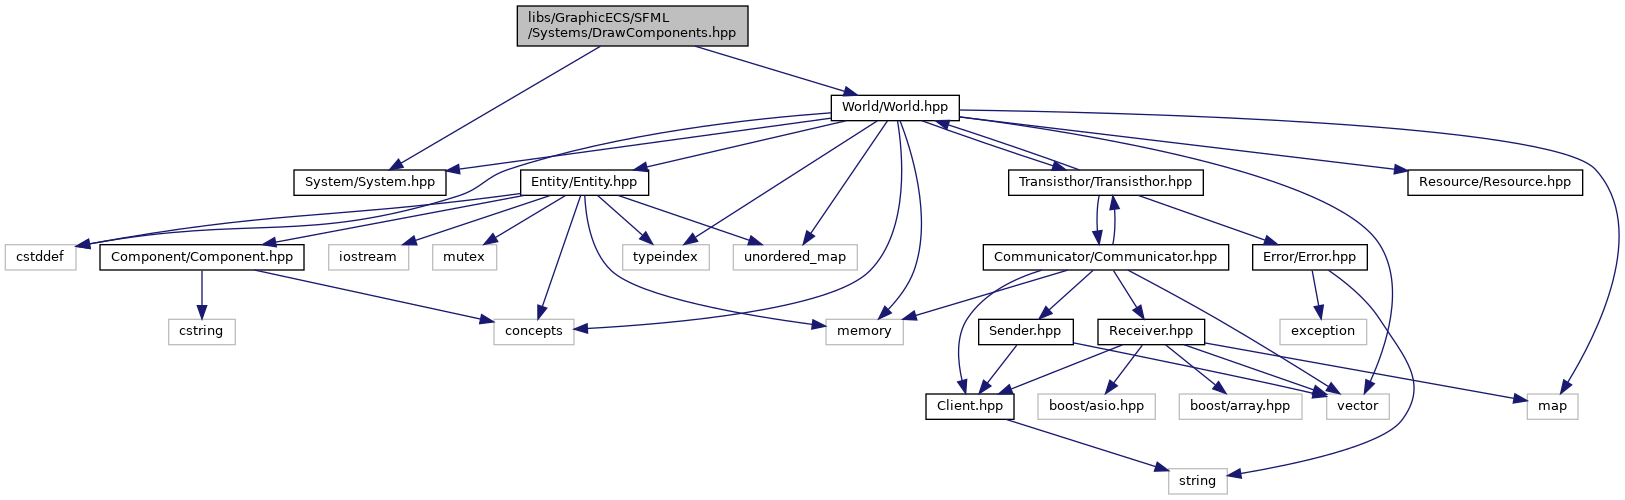 libs/GraphicECS/SFML
/Systems/DrawComponents.hpp
World/World.hpp
System/System.hpp
Entity/Entity.hpp
Transisthor/Transisthor.hpp
Resource/Resource.hpp
cstddef
Component/Component.hpp
iostream
mutex
typeindex
unordered_map
Communicator/Communicator.hpp
Error/Error.hpp
cstring
concepts
memory
Sender.hpp
Receiver.hpp
exception
Client.hpp
boost/asio.hpp
boost/array.hpp
vector
map
string